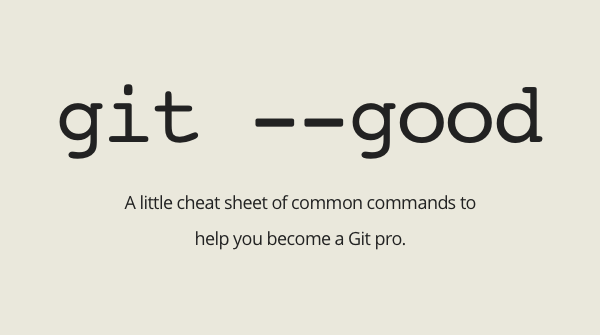 git --good
A little cheat sheet of common commands to
help you become a Git pro.